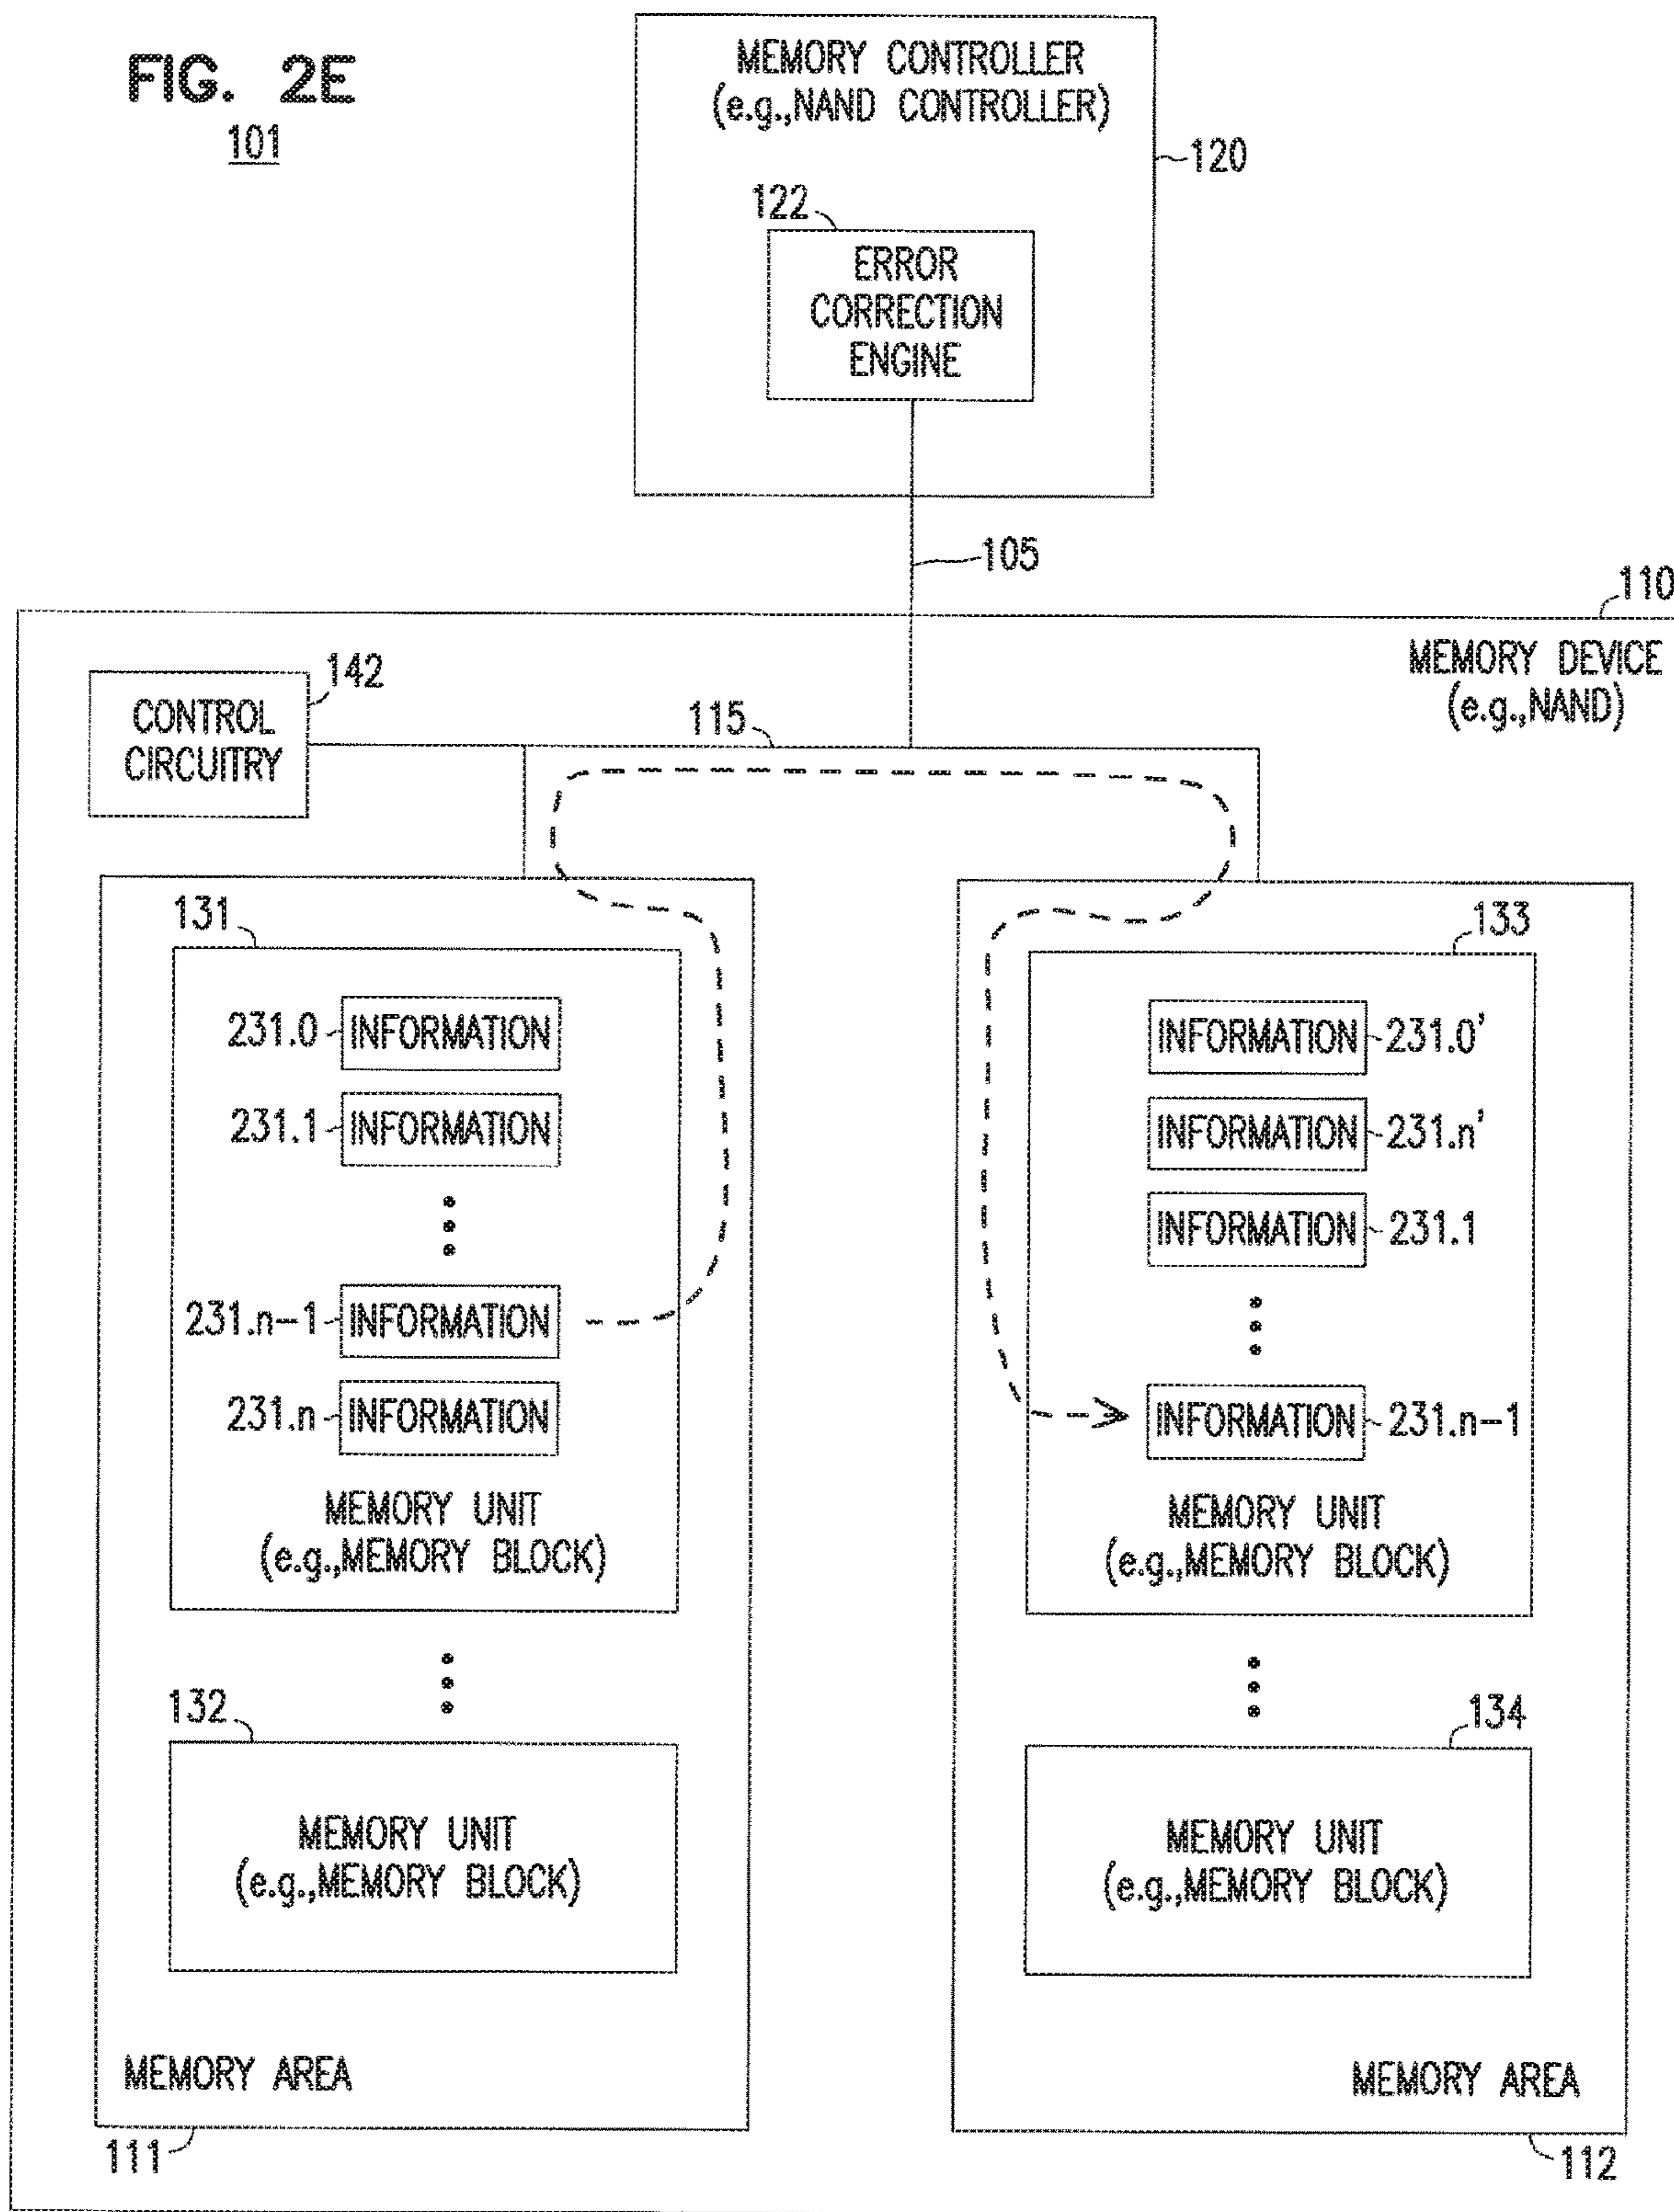 FIG. 2E
101
MEMORY CONTROLLER
(e.g.,NAND CONTROLLER)
120
122
ERROR
CORRECTION
ENGINE
105
110
MEMORY DEVICE
(e.g.,NAND)
142
CONTROL
CIRCUITRY
115
131
231.0 INFORMATION
231.1 INFORMATION
231.n-1 INFORMATION
231.n INFORMATION
MEMORY UNIT
(e.g.,MEMORY BLOCK)
132
MEMORY UNIT
(e.g.,MEMORY BLOCK)
MEMORY AREA
111
133
INFORMATION 231.0'
INFORMATION 231.n'
INFORMATION 231.1
INFORMATION 231.n-1
MEMORY UNIT
(e.g.,MEMORY BLOCK)
134
MEMORY UNIT
(e.g.,MEMORY BLOCK)
MEMORY AREA
112